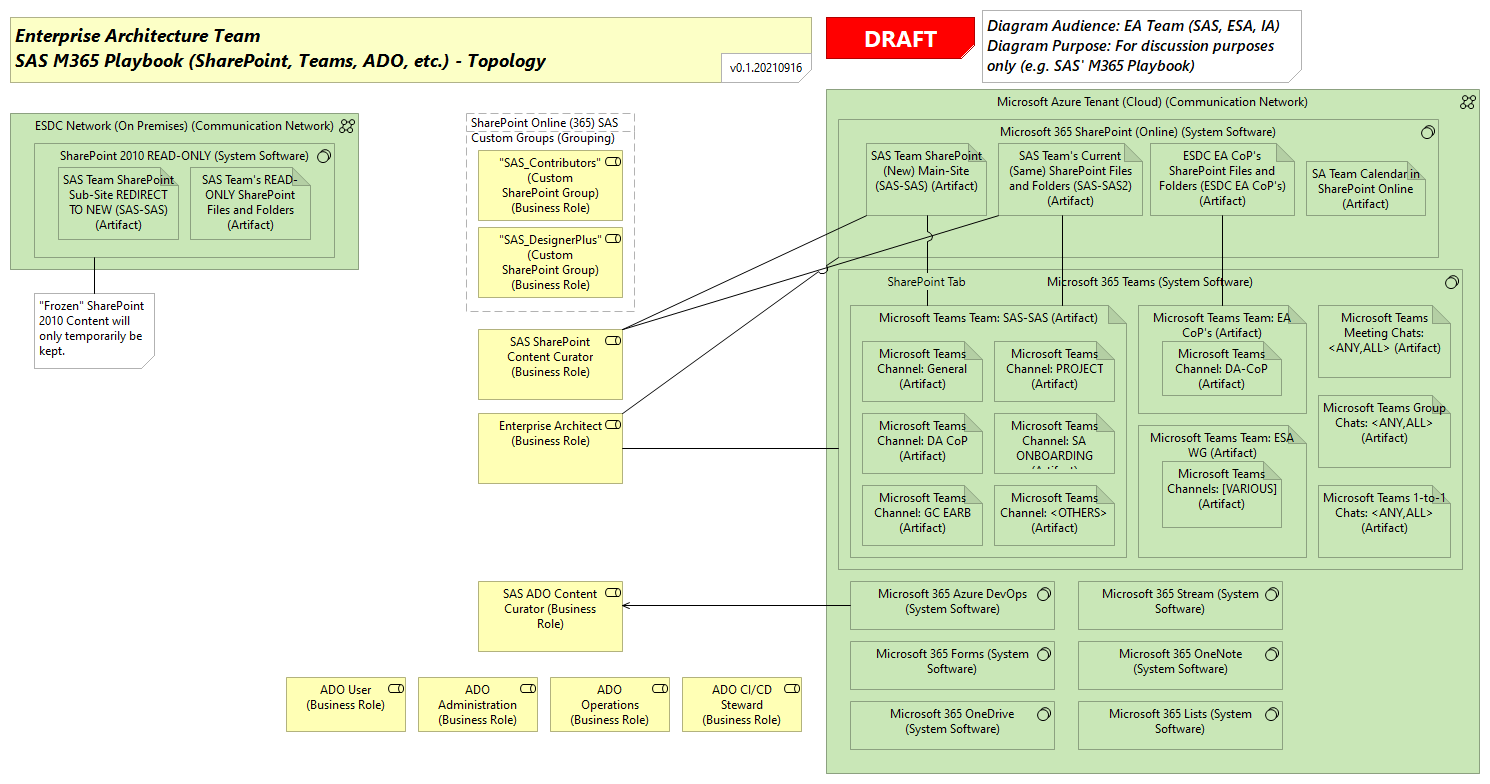 Enterprise Architecture Team
SAS M365 Playbook (SharePoint, Teams, ADO, etc.) - Topology
v0.1.20210916
DRAFT
Diagram Audience: EA Team (SAS, ESA, IA)
Diagram Purpose: For discussion purposes
only (e.g. SAS' M365 Playbook)
ESDC Network (On Premises) (Communication Network)
SharePoint 2010 READ-ONLY (System Software)
SAS Team SharePoint
Sub-Site REDIRECT
TO NEW (SAS-SAS)
(Artifact)
SAS Team's READ-
ONLY SharePoint
Files and Folders
(Artifact)
"Frozen" SharePoint
2010 Content will
only temporarily be
kept.
SharePoint Online (365) SAS
Custom Groups (Grouping)
"SAS_Contributors"
(Custom
SharePoint Group)
(Business Role)
"SAS_DesignerPlus"
(Custom
SharePoint Group)
(Business Role)
SAS SharePoint
Content Curator
(Business Role)
Enterprise Architect
(Business Role)
SAS ADO Content
Curator (Business
Role)
ADO User
(Business Role)
ADO
Administration
(Business Role)
ADO
Operations
(Business Role)
ADO CI/CD
Steward
(Business Role)
Microsoft Azure Tenant (Cloud) (Communication Network)
Microsoft 365 SharePoint (Online) (System Software)
SAS Team SharePoint
(New) Main-Site
(SAS-SAS) (Artifact)
SAS Team's Current
(Same) SharePoint Files
and Folders (SAS-SAS2)
(Artifact)
ESDC EA CoP's
SharePoint Files and
Folders (ESDC EA CoP's)
(Artifact)
SA Team Calendar in
SharePoint Online
(Artifact)
SharePoint Tab
Microsoft 365 Teams (System Software)
Microsoft Teams Team: SAS-SAS (Artifact)
Microsoft Teams
Channel: General
(Artifact)
Microsoft Teams
Channel: PROJECT
(Artifact)
Microsoft Teams
Channel: DA CoP
(Artifact)
Microsoft Teams
Channel: SA
ONBOARDING
(Artifact)
Microsoft Teams
Channel: GC EARB
(Artifact)
Microsoft Teams
Channel: <OTHERS>
(Artifact)
Microsoft Teams Team: EA
CoP's (Artifact)
Microsoft Teams
Channel: DA-CoP
(Artifact)
Microsoft Teams Team: ESA
WG (Artifact)
Microsoft Teams
Channels: [VARIOUS]
(Artifact)
Microsoft Teams
Meeting Chats:
<ANY,ALL> (Artifact)
Microsoft Teams Group
Chats: <ANY,ALL>
(Artifact)
Microsoft Teams 1-to-1
Chats: <ANY,ALL>
(Artifact)
Microsoft 365 Azure DevOps
(System Software)
Microsoft 365 Stream (System
Software)
Microsoft 365 Forms (System
Software)
Microsoft 365 OneNote
(System Software)
Microsoft 365 OneDrive
(System Software)
Microsoft 365 Lists (System
Software)